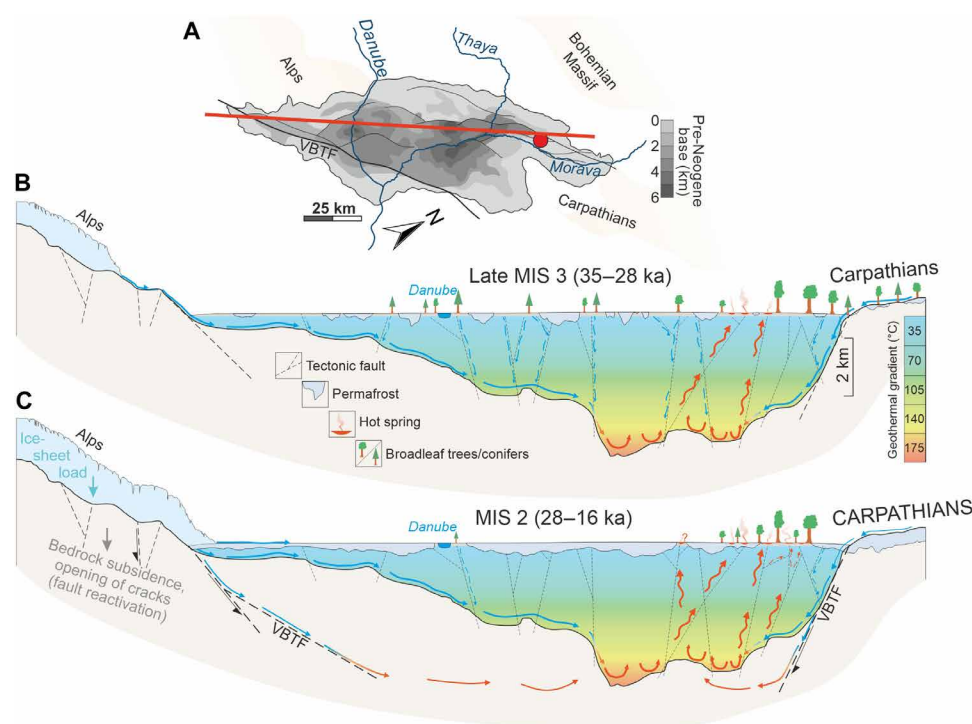 A
Danube
Thaya
Bohemian
Massif
Alps
VBTF
Morava
Carpathians
25 km
N
0
2
4
6
Pre-Neogene
base (km)
B
Alps
Late MIS 3 (35–28 ka)
Carpathians
Danube
Tectonic fault
Permafrost
Hot spring
Broadleaf trees/conifers
2 km
Geothermal gradient (°C)
35
70
105
140
175
C
Alps
Ice-
sheet
load
MIS 2 (28–16 ka)
CARPATHIANS
Danube
?
Bedrock subsidence,
opening of cracks
(fault reactivation)
VBTF
VBTF